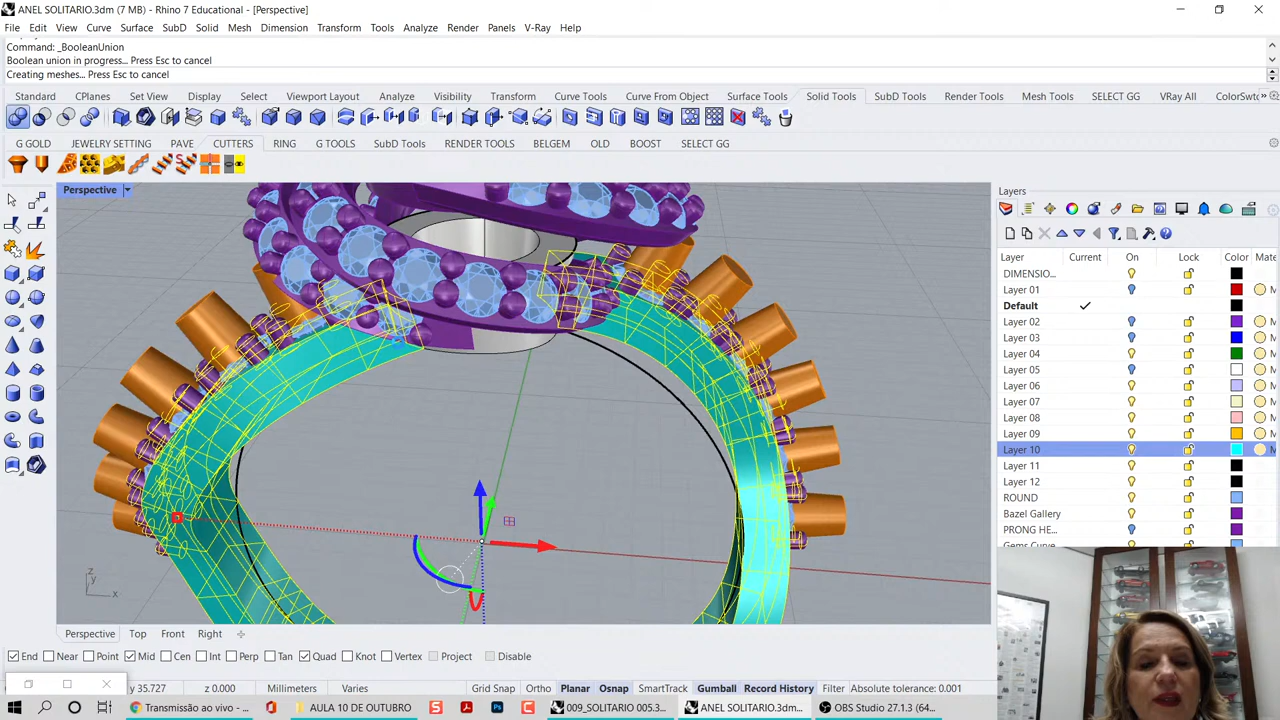 ANEL SOLITARIO.3dm (7 MB) - Rhino 7 Educational - [Perspective]
File Edit View Curve Surface SubD Solid Mesh Dimension Transform Tools Analyze Render Panels V-Ray Help
Command: _BooleanUnion
Boolean union in progress... Press Esc to cancel
Creating meshes... Press Esc to cancel
Standard CPlanes Set View Display Select Viewport Layout Analyze Visibility Transform Curve Tools Curve From Object Surface Tools Solid Tools SubD Tools Render Tools Mesh Tools SELECT GG VRay All ColorSwto
G GOLD JEWELRY SETTING PAVE CUTTERS RING G TOOLS SubD Tools RENDER TOOLS BELGEM OLD BOOST SELECT GG
Perspective
Layers
Layer Current On Lock Color Ma
DIMENSIO...
Layer 01 M
Default
Layer 02 M
Layer 03 M
Layer 04 M
Layer 05 M
Layer 06 M
Layer 07 M
Layer 08 M
Layer 09 M
Layer 10 M
Layer 11
Layer 12
ROUND
Bazel Gallery
PRONG HE...
Gems Curve
z
y
x
Perspective Top Front Right
End Near Point Mid Cen Int Perp Tan Quad Knot Vertex Project Disable
y 35.727 z 0.000 Millimeters Varies Grid Snap Ortho Planar Osnap SmartTrack Gumball Record History Filter Absolute tolerance: 0.001
Transmissão ao vivo - ... AULA 10 DE OUTUBRO 009_SOLITARIO 005.3... ANEL SOLITARIO.3dm... OBS Studio 27.1.3 (64...